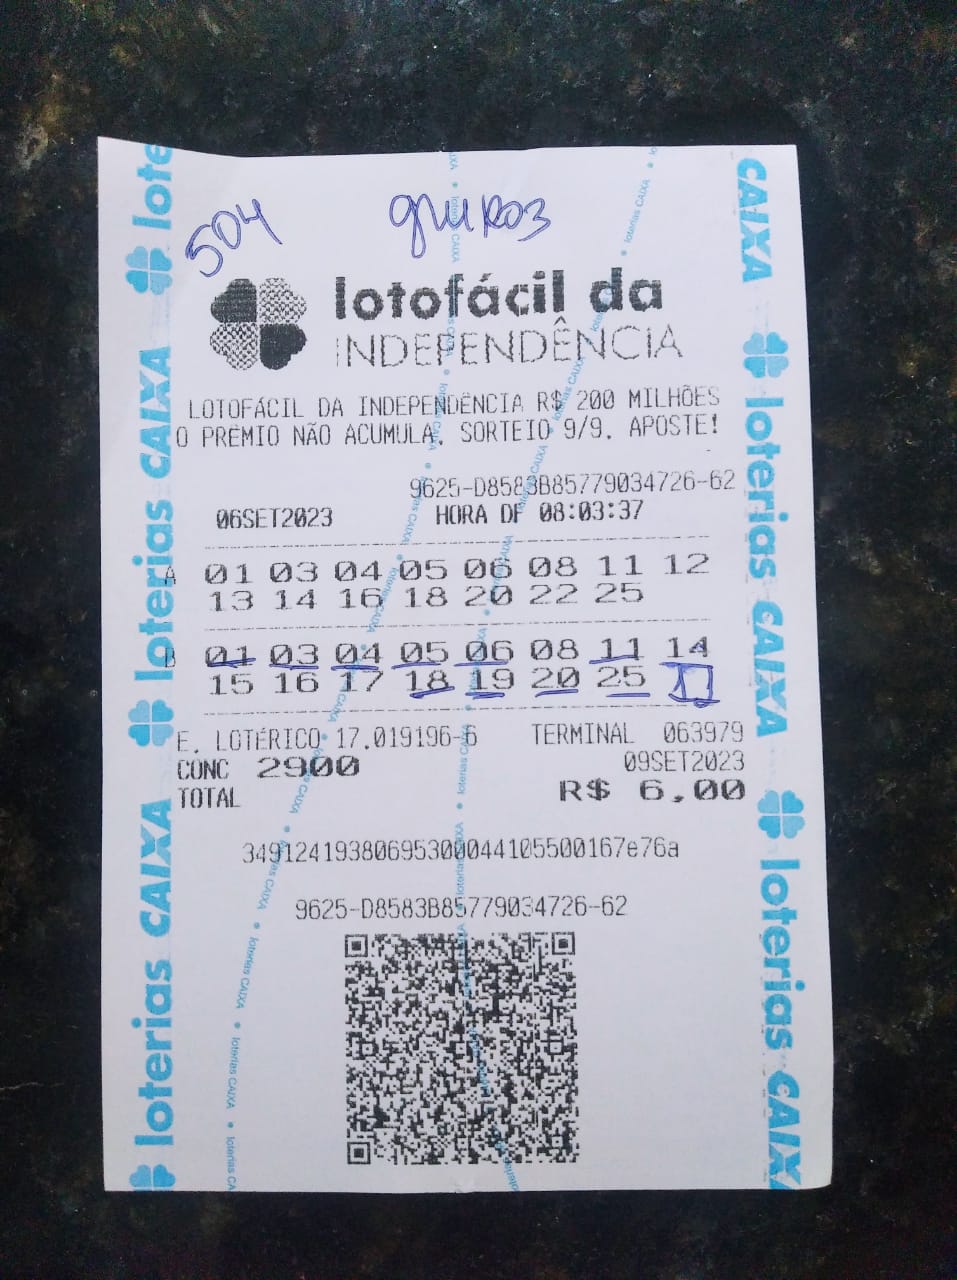 504
lotofácil da
INDEPENDÊNCIA
LOTOFÁCIL DA INDEPENDÊNCIA R$ 200 MILHÕES
O PRÊMIO NÃO ACUMULA. SORTEIO 9/9. APOSTE!
9625-D8583B85779034726-62
06SET2023 HORA DF 08:03:37
A 01 03 04 05 06 08 11 12
13 14 16 18 20 22 25
B 01 03 04 05 06 08 11 14
15 16 17 18 19 20 25
E. LOTÉRICO 17.019196-6 TERMINAL 063979
CONC 2900 09SET2023
TOTAL R$ 6,00
34912419380695300044105500167e76a
9625-D8583B85779034726-62
loterias CAIXA loterias CAIXA lote
CAIXA loterias CAIXA loterias CAIXA